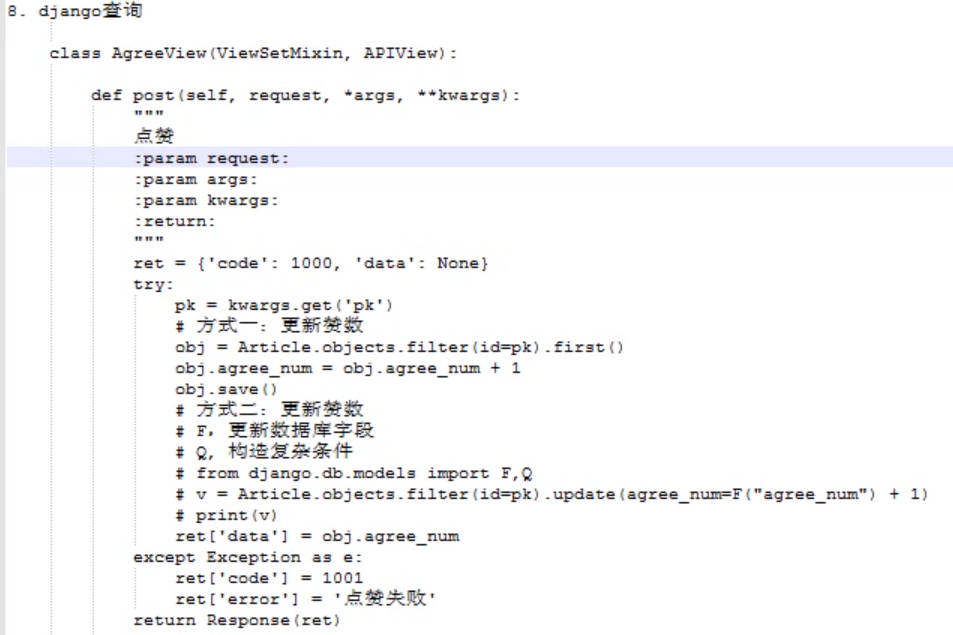 8. django查询
class AgreeView(ViewSetMixin, APIView):
def post(self, request, *args, **kwargs):
"""
点赞
:param request:
:param args:
:param kwargs:
:return:
"""
ret = {'code': 1000, 'data': None}
try:
pk = kwargs.get('pk')
# 方式一：更新赞数
obj = Article.objects.filter(id=pk).first()
obj.agree_num = obj.agree_num + 1
obj.save()
# 方式二：更新赞数
# F，更新数据库字段
# Q, 构造复杂条件
# from django.db.models import F,Q
# v = Article.objects.filter(id=pk).update(agree_num=F("agree_num") + 1)
# print(v)
ret['data'] = obj.agree_num
except Exception as e:
ret['code'] = 1001
ret['error'] = '点赞失败'
return Response(ret)